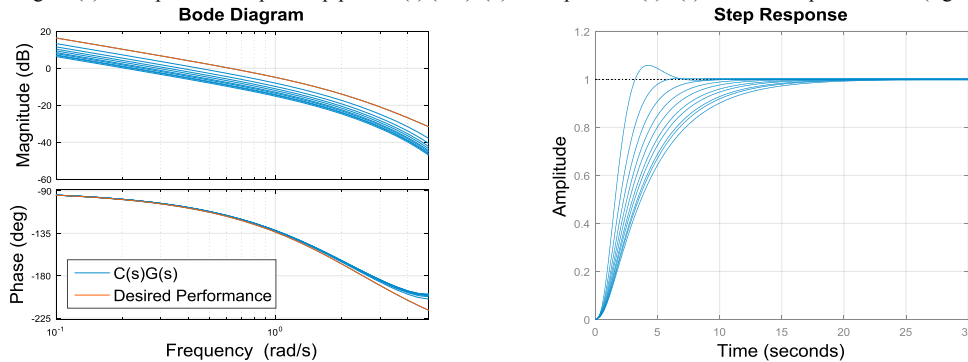 Bode Diagram
Magnitude (dB)
20
0
-20
-40
-60
Phase (deg)
-90
-135
-180
-225
C(s)G(s)
Desired Performance
10-1
100
Frequency (rad/s)
Step Response
Amplitude
1.2
1
0.8
0.6
0.4
0.2
0
0
5
10
15
20
25
30
Time (seconds)